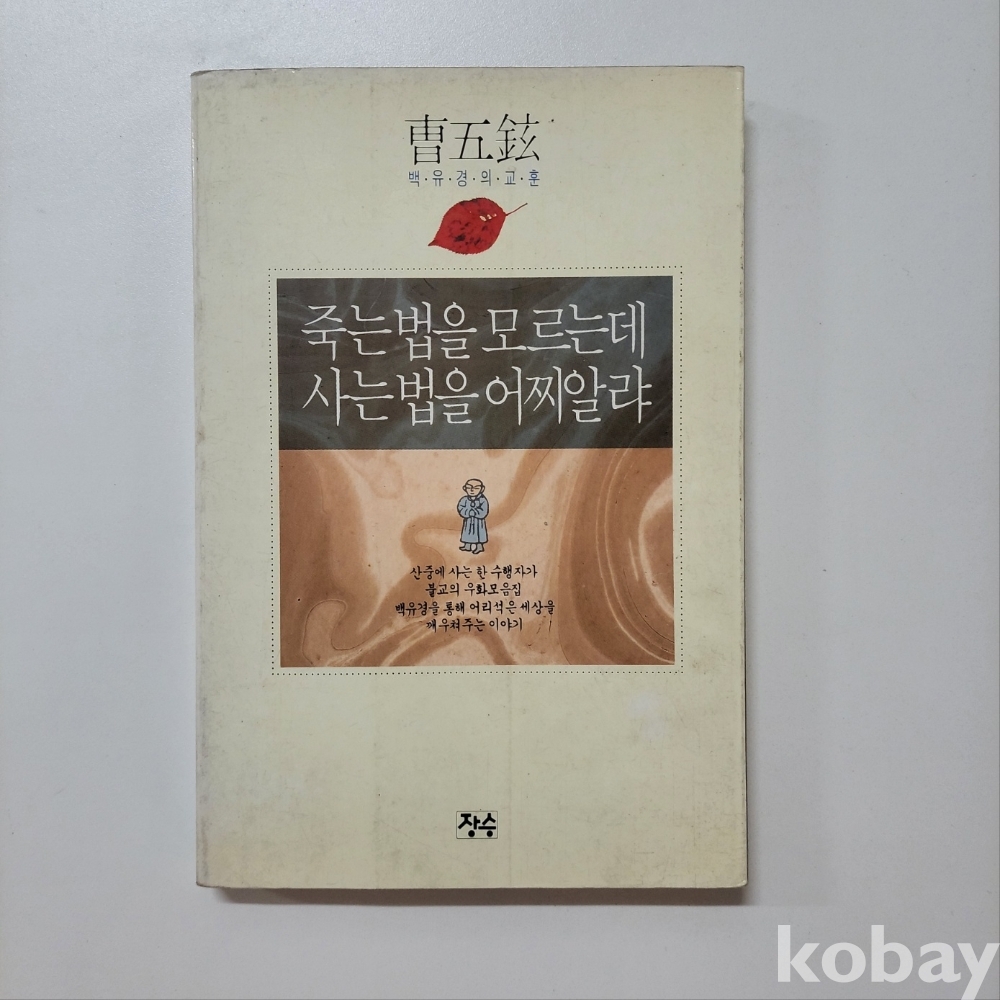 曺五鉉
백·유·경·의·교·훈
죽는법을 모르는데
사는법을 어찌알랴
산중에 사는 한 수행자가
불교의 우화모음집
백유경을 통해 어리석은 세상을
깨우쳐주는 이야기
장승
kobay